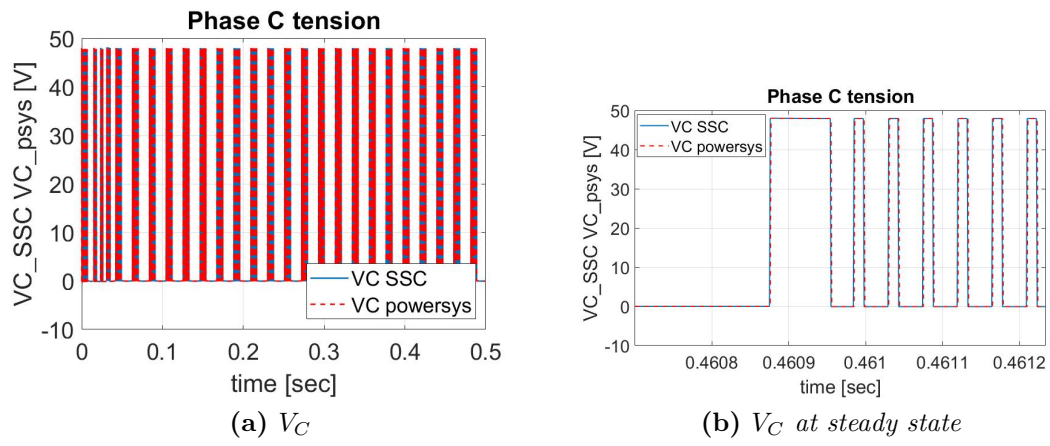 Phase C tension
VC_SSC VC_psys [V]
50
40
30
20
10
0
-10
VC SSC
VC powersys
0 0.1 0.2 0.3 0.4 0.5
time [sec]
(a) V_C
Phase C tension
VC_SSC VC_psys [V]
50
40
30
20
10
0
-10
VC SSC
VC powersys
0.4608 0.4609 0.461 0.4611 0.4612
time [sec]
(b) V_C at steady state